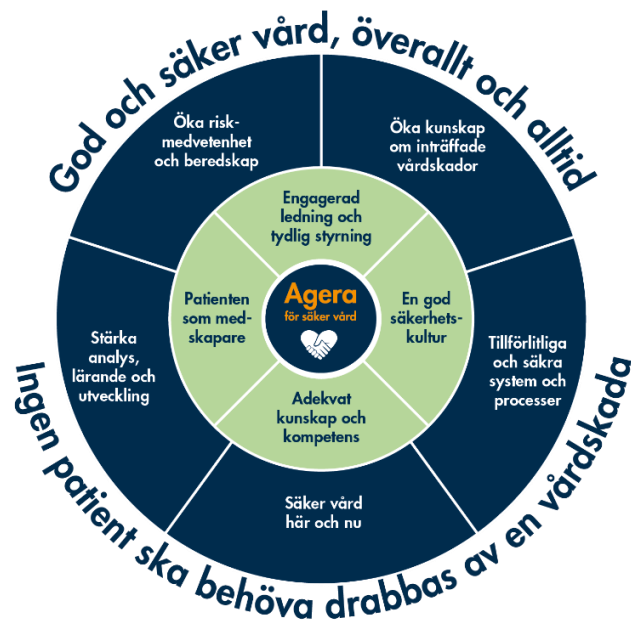 God och säker vård, överallt och alltid
Öka risk-
medvetenhet
och beredskap
Öka kunskap
om inträffade
vårdskador
Engagerad
ledning och
tydlig styrning
Patienten
som med-
skapare
Agera
för säker vård
En god
säkerhets-
kultur
Stärka
analys,
lärande och
utveckling
Tillförlitliga
och säkra
system och
processer
Adekvat
kunskap och
kompetens
Säker vård
här och nu
Ingen patient ska behöva drabbas av en vårdskada